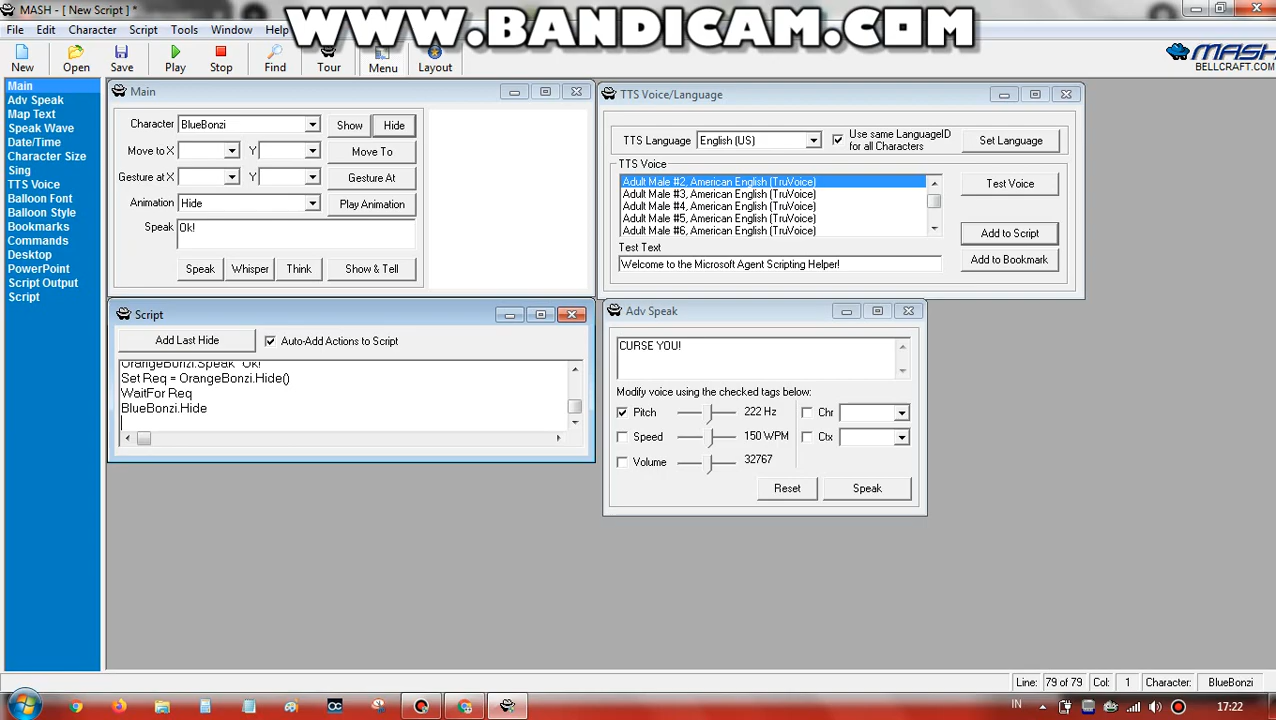 MASH - [ New Script ] *
WWW.BANDICAM.COM
File Edit Character Script Tools Window Help
New Open Save Play Stop Find Tour Menu Layout
MASH
BELLCRAFT.COM
Main
Adv Speak
Map Text
Speak Wave
Date/Time
Character Size
Sing
TTS Voice
Balloon Font
Balloon Style
Bookmarks
Commands
Desktop
PowerPoint
Script Output
Script
Main
Character BlueBonzi Show Hide
Move to X Y Move To
Gesture at X Y Gesture At
Animation Hide Play Animation
Speak Ok!
Speak Whisper Think Show & Tell
TTS Voice/Language
TTS Language English (US) Use same LanguageID for all Characters Set Language
TTS Voice
Adult Male #2, American English (TruVoice)
Adult Male #3, American English (TruVoice)
Adult Male #4, American English (TruVoice)
Adult Male #5, American English (TruVoice)
Adult Male #6, American English (TruVoice)
Test Voice
Add to Script
Add to Bookmark
Test Text
Welcome to the Microsoft Agent Scripting Helper!
Script
Add Last Hide Auto-Add Actions to Script
OrangeBonzi.Speak "Ok!"
Set Req = OrangeBonzi.Hide()
WaitFor Req
BlueBonzi.Hide
Adv Speak
CURSE YOU!
Modify voice using the checked tags below:
Pitch 222 Hz Chr
Speed 150 WPM Ctx
Volume 32767
Reset Speak
Line: 79 of 79 Col: 1 Character: BlueBonzi
IN 17:22